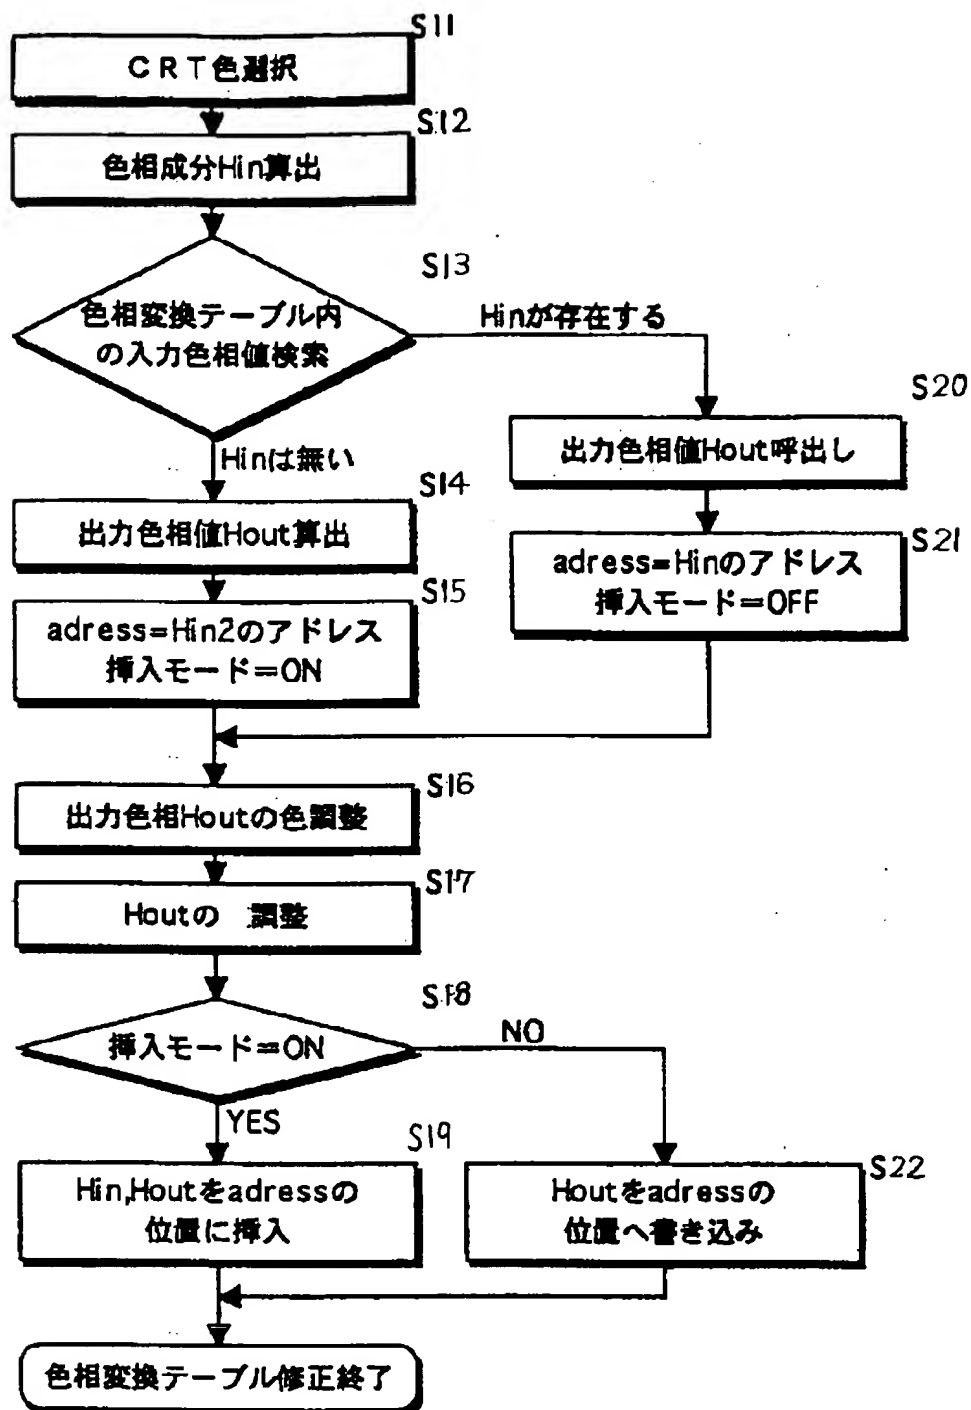 S11
CRT色選択
S12
色相成分Hin算出
S13
色相変換テーブル内
の入力色相値検索
Hinが存在する
Hinは無い
S20
出力色相値Hout呼出し
S14
出力色相値Hout算出
S21
adress=Hinのアドレス
挿入モード=OFF
S15
adress=Hin2のアドレス
挿入モード=ON
S16
出力色相Houtの色調整
S17
Houtの 調整
S18
挿入モード=ON
NO
YES
S19
Hin,Houtをadressの
位置に挿入
S22
Houtをadressの
位置へ書き込み
色相変換テーブル修正終了